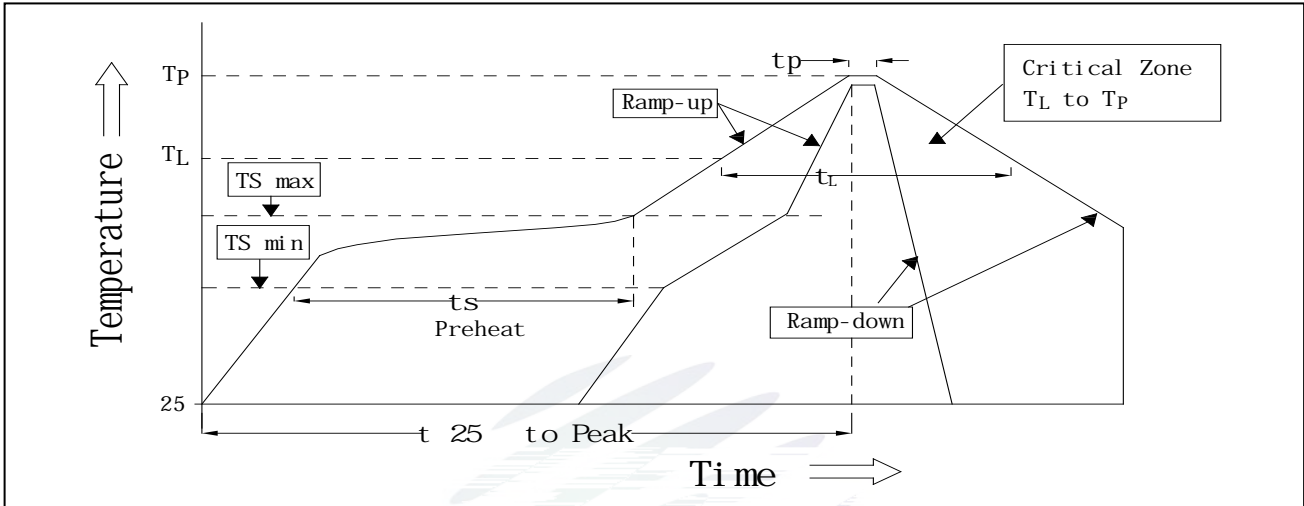 tp
Critical Zone
TL to TP
TP
Ramp-up
TL
TS max
tL
TS min
ts
Preheat
Ramp-down
Temperature
25
t 25 to Peak
Time